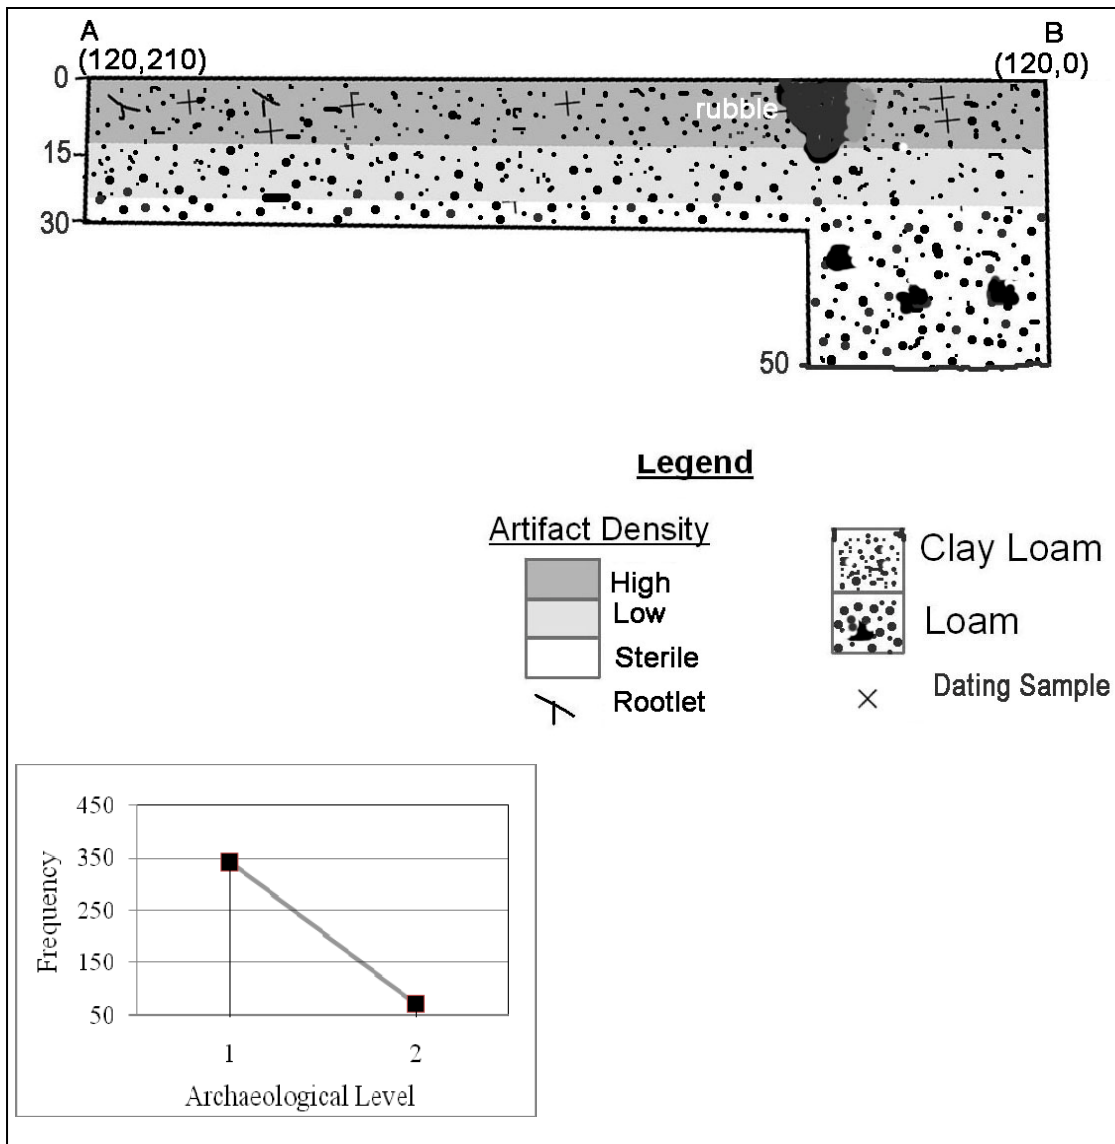 A
(120,210)
B
(120,0)
0
rubble
15
30
50
Legend
Artifact Density
High
Low
Sterile
Rootlet
Clay Loam
Loam
Dating Sample
450
350
250
150
50
Frequency
1 2
Archaeological Level